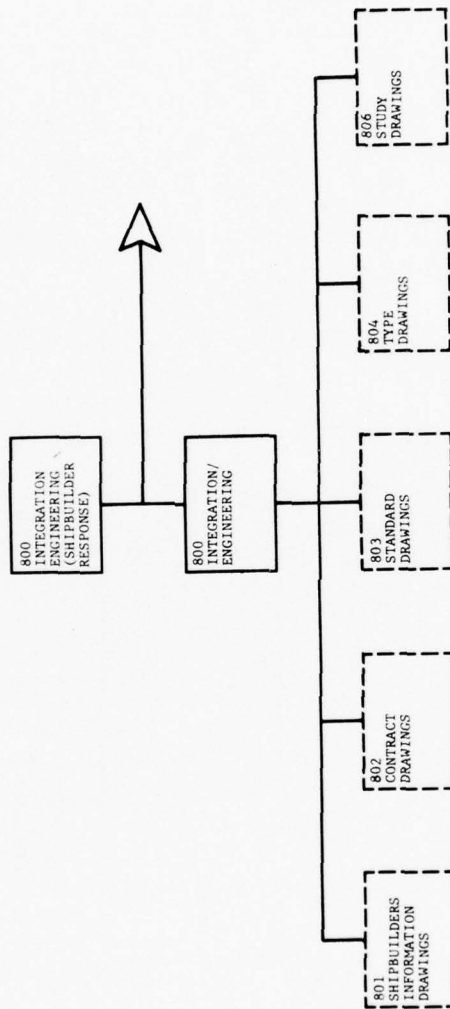 800
INTEGRATION
ENGINEERING
(SHIPBUILDER
RESPONSE)
800
INTEGRATION/
ENGINEERING
801
SHIPBUILDERS
INFORMATION
DRAWINGS
802
CONTRACT
DRAWINGS
803
STANDARD
DRAWINGS
804
TYPE
DRAWINGS
806
STUDY
DRAWINGS